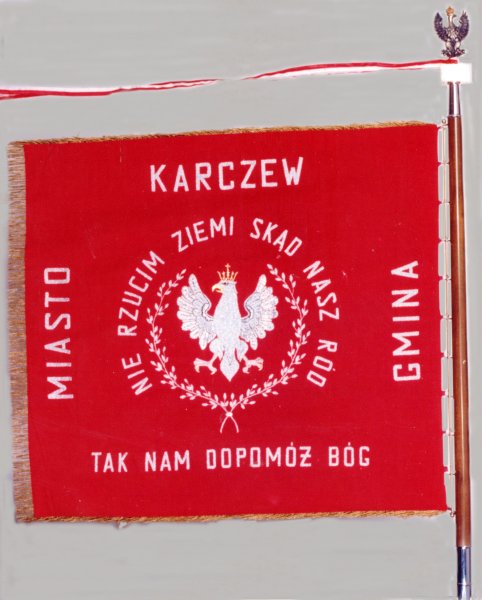 KARCZEW
MIASTO
NIE RZUCIM ZIEMI SKĄD NASZ RÓD
GMINA
TAK NAM DOPOMÓŻ BÓG